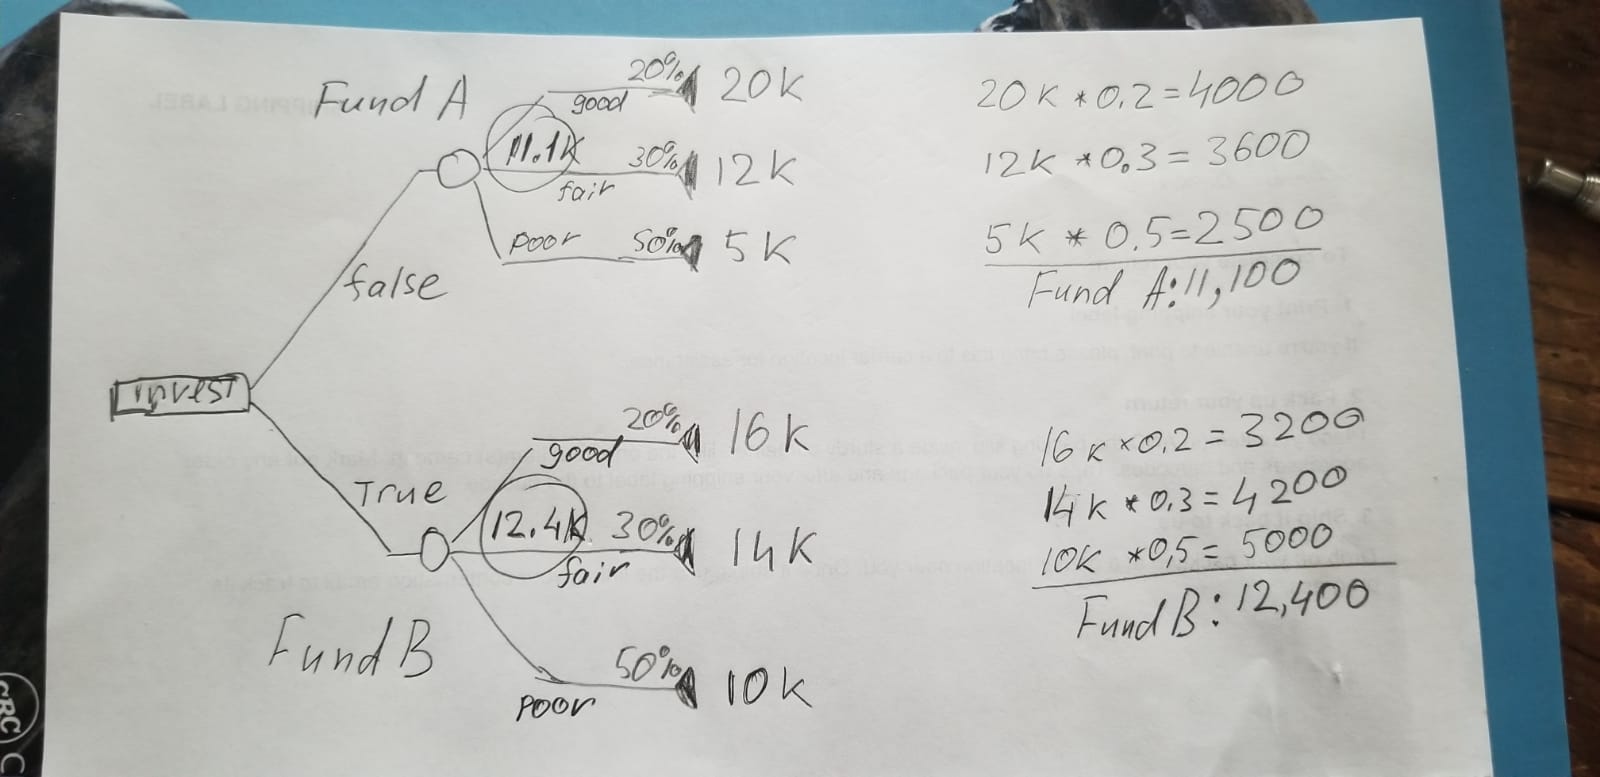 Fund A
20%
good
20K
11.1K
30%
fair
12K
poor
50%
5K
false
invest
True
20%
good
16K
12.4K
30%
fair
14K
Fund B
50%
poor
10K
20K * 0.2 = 4000
12K * 0.3 = 3600
5K * 0.5 = 2500
Fund A: 11,100
16K × 0.2 = 3200
14K * 0.3 = 4200
10K * 0,5 = 5000
Fund B: 12,400
CRC
C